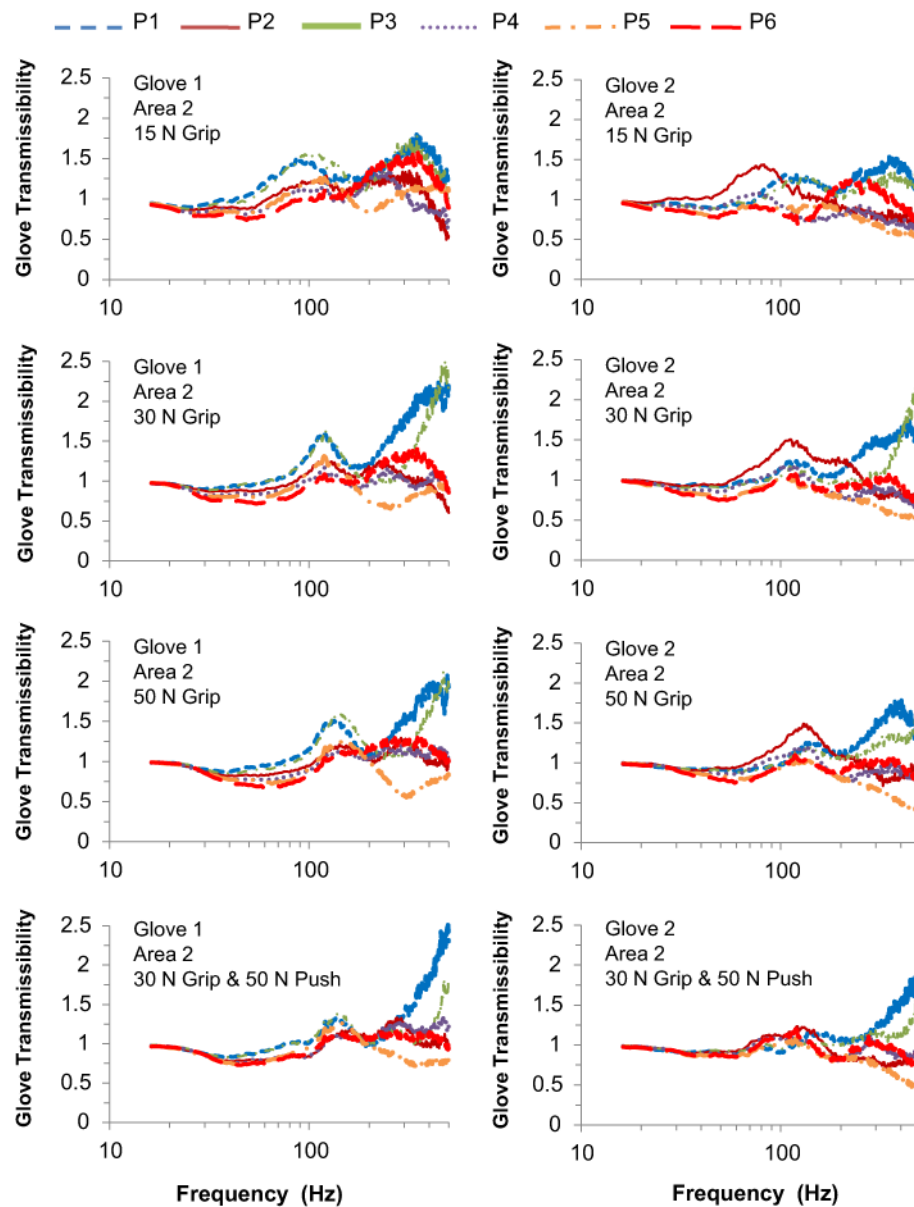 P1 P2 P3 P4 P5 P6
Glove Transmissibility
2.5
2
1.5
1
0.5
0
Glove 1
Area 2
15 N Grip
10
100
Glove Transmissibility
2.5
2
1.5
1
0.5
0
Glove 2
Area 2
15 N Grip
10
100
Glove Transmissibility
2.5
2
1.5
1
0.5
0
Glove 1
Area 2
30 N Grip
10
100
Glove Transmissibility
2.5
2
1.5
1
0.5
0
Glove 2
Area 2
30 N Grip
10
100
Glove Transmissibility
2.5
2
1.5
1
0.5
0
Glove 1
Area 2
50 N Grip
10
100
Glove Transmissibility
2.5
2
1.5
1
0.5
0
Glove 2
Area 2
50 N Grip
10
100
Glove Transmissibility
2.5
2
1.5
1
0.5
0
Glove 1
Area 2
30 N Grip & 50 N Push
10
100
Frequency (Hz)
Glove Transmissibility
2.5
2
1.5
1
0.5
0
Glove 2
Area 2
30 N Grip & 50 N Push
10
100
Frequency (Hz)